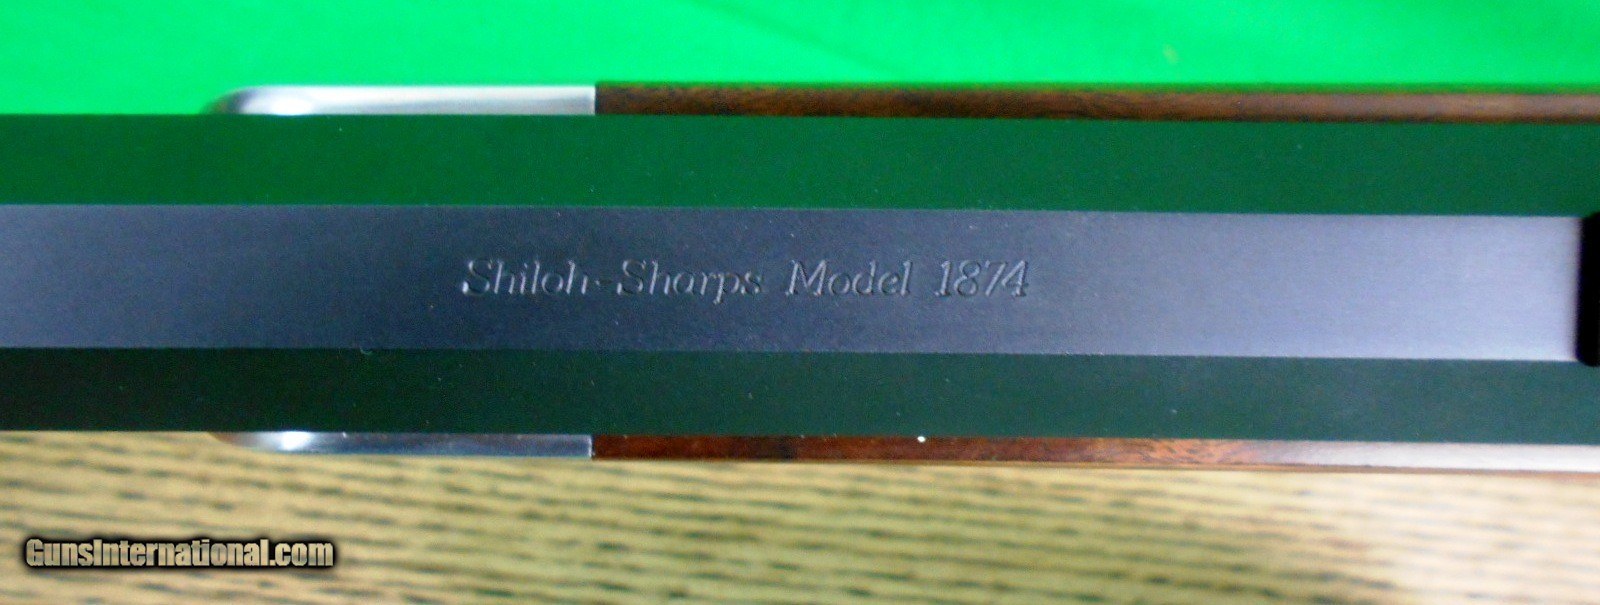 Shiloh-Sharps Model 1874
GunsInternational.com